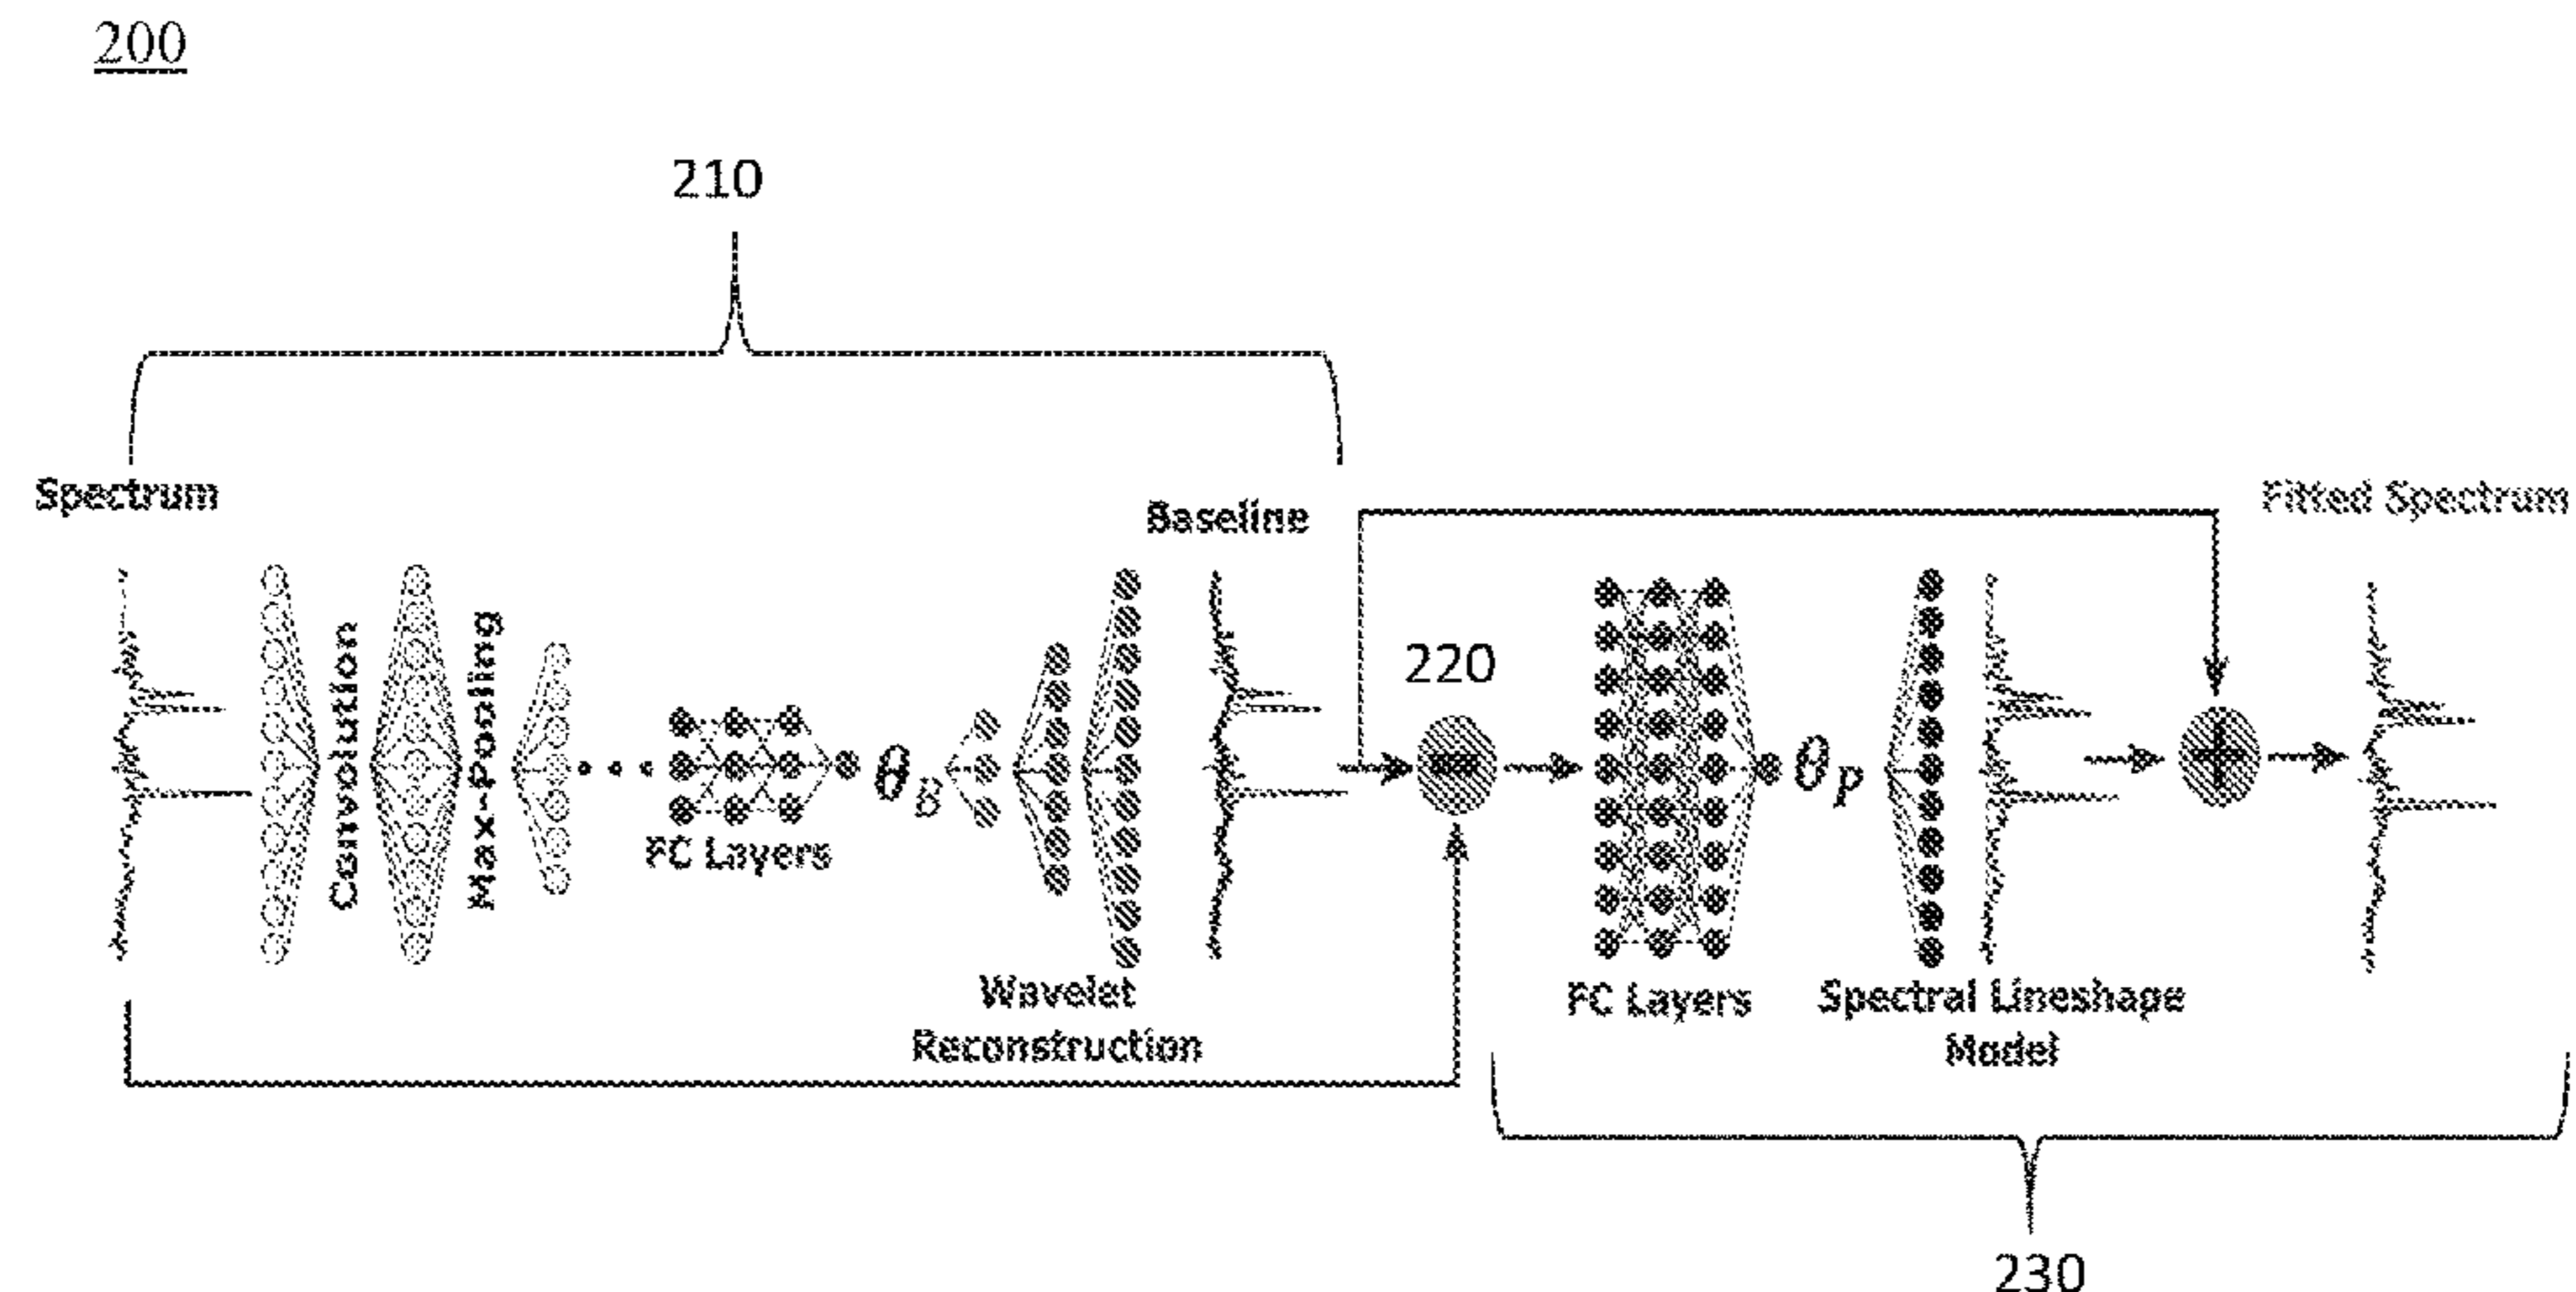 200
210
Spectrum
Baseline
Fitted Spectrum
Convolution
Max-Pooling
220
θB
θP
FC Layers
Wavelet
Reconstruction
FC Layers
Spectral Lineshape
Model
230